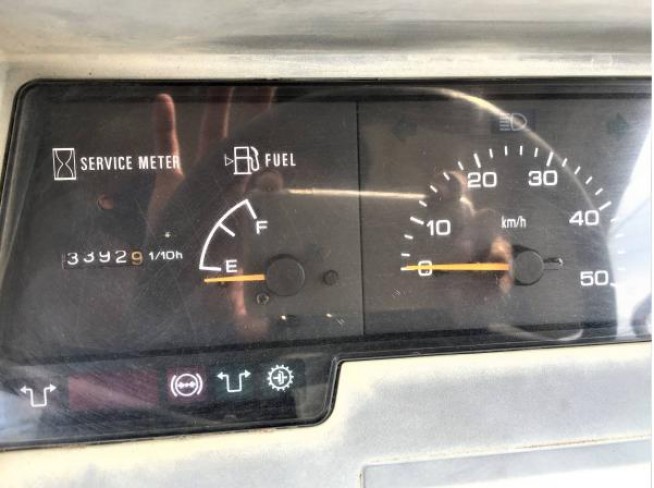 SERVICE METER
FUEL
33929 1/10h
F
E
0
10
20
30
40
50
km/h